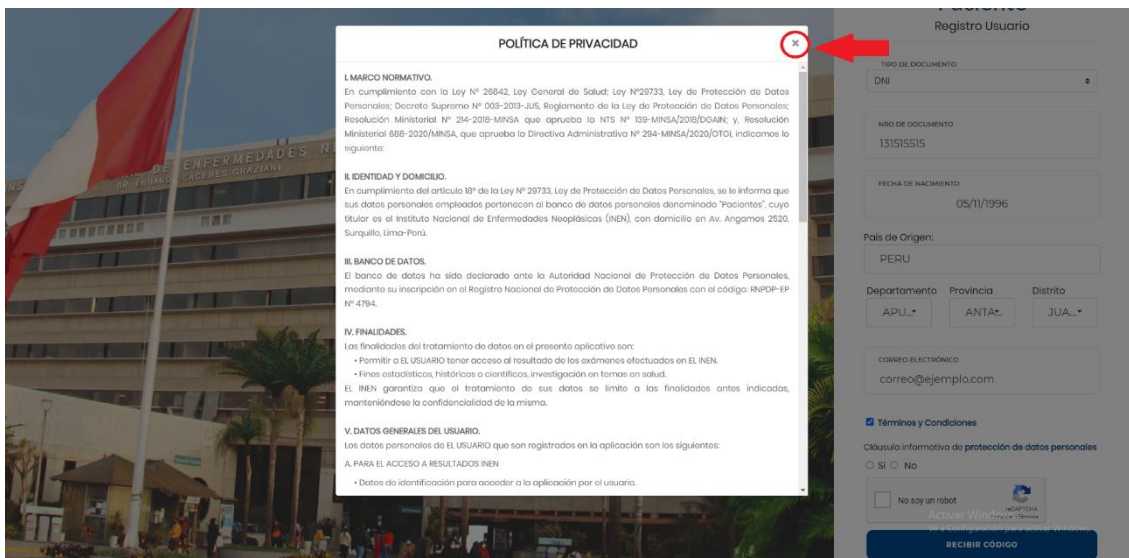 Paciente
Registro Usuario
POLÍTICA DE PRIVACIDAD
×
I. MARCO NORMATIVO.
En cumplimiento con la Ley N° 26842, Ley General de Salud; Ley N°29733, Ley de Protección de Datos
Personales; Decreto Supremo N° 003-2013-JUS, Reglamento de la Ley de Protección de Datos Personales;
Resolución Ministerial N° 214-2018-MINSA que aprueba la NTS N° 139-MINSA/2018/DGAIN; y, Resolución
Ministerial 688-2020/MINSA, que aprueba la Directiva Administrativa N° 294-MINSA/2020/OTGI, indicamos lo
siguiente:
II. IDENTIDAD Y DOMICILIO.
En cumplimiento del artículo 18° de la Ley N° 29733, Ley de Protección de Datos Personales, se le informa que
sus datos personales empleados pertenecen al banco de datos personales denominado "Pacientes", cuyo
titular es el Instituto Nacional de Enfermedades Neoplásicas (INEN), con domicilio en Av. Angamos 2520,
Surquillo, Lima-Perú.
III. BANCO DE DATOS.
El banco de datos ha sido declarado ante la Autoridad Nacional de Protección de Datos Personales,
mediante su inscripción en el Registro Nacional de Protección de Datos Personales con el código: RNPDP-EP
N° 4794.
IV. FINALIDADES.
Las finalidades del tratamiento de datos en el presente aplicativo son:
• Permitir a EL USUARIO tener acceso al resultado de los exámenes efectuados en EL INEN.
• Fines estadísticos, históricos o científicos, investigación en temas en salud.
EL INEN garantiza que el tratamiento de sus datos se limite a las finalidades antes indicadas,
manteniéndose la confidencialidad de la misma.
V. DATOS GENERALES DEL USUARIO.
Los datos personales de EL USUARIO que son registrados en la aplicación son los siguientes:
A. PARA EL ACCESO A RESULTADOS INEN
• Datos de identificación para acceder a la aplicación por el usuario.
DE ENFERMEDADES
DR. EDUARDO CACERES GRAZIANI
TIPO DE DOCUMENTO
DNI
NRO DE DOCUMENTO
131515515
FECHA DE NACIMIENTO
05/11/1996
Pais de Origen:
PERU
Departamento Provincia Distrito
APU... ANTA... JUA...
CORREO ELECTRÓNICO
correo@ejemplo.com
Términos y Condiciones
Cláusula informativa de protección de datos personales
SI No
No soy un robot
reCAPTCHA
Activar Windows
RECIBIR CÓDIGO